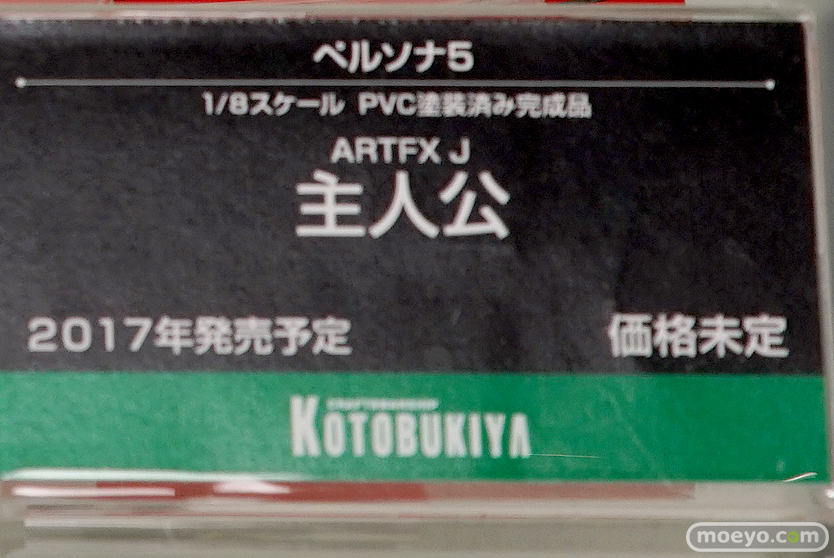 ペルソナ5
1/8スケール PVC塗装済み完成品
ARTFX J
主人公
2017年発売予定
価格未定
KOTOBUKIYA
moeyo.com